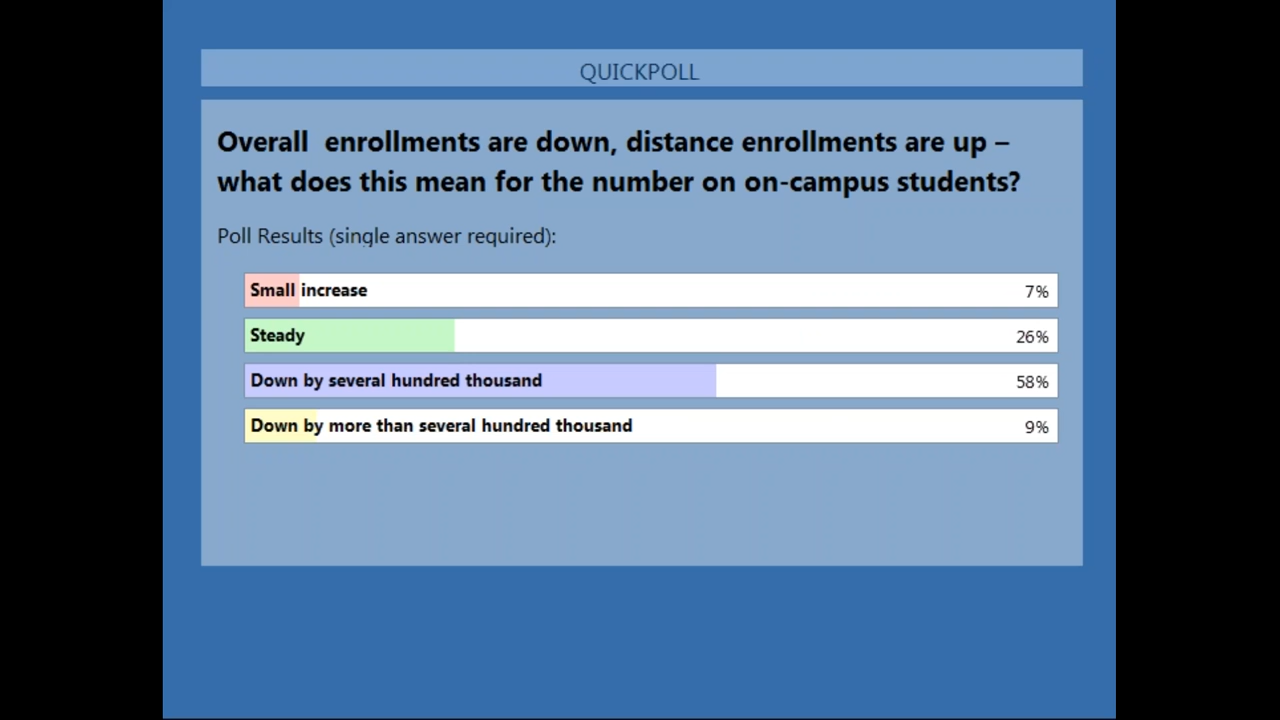 QUICKPOLL
Overall  enrollments are down, distance enrollments are up –
what does this mean for the number on on-campus students?
Poll Results (single answer required):
Small increase 7%
Steady 26%
Down by several hundred thousand 58%
Down by more than several hundred thousand 9%